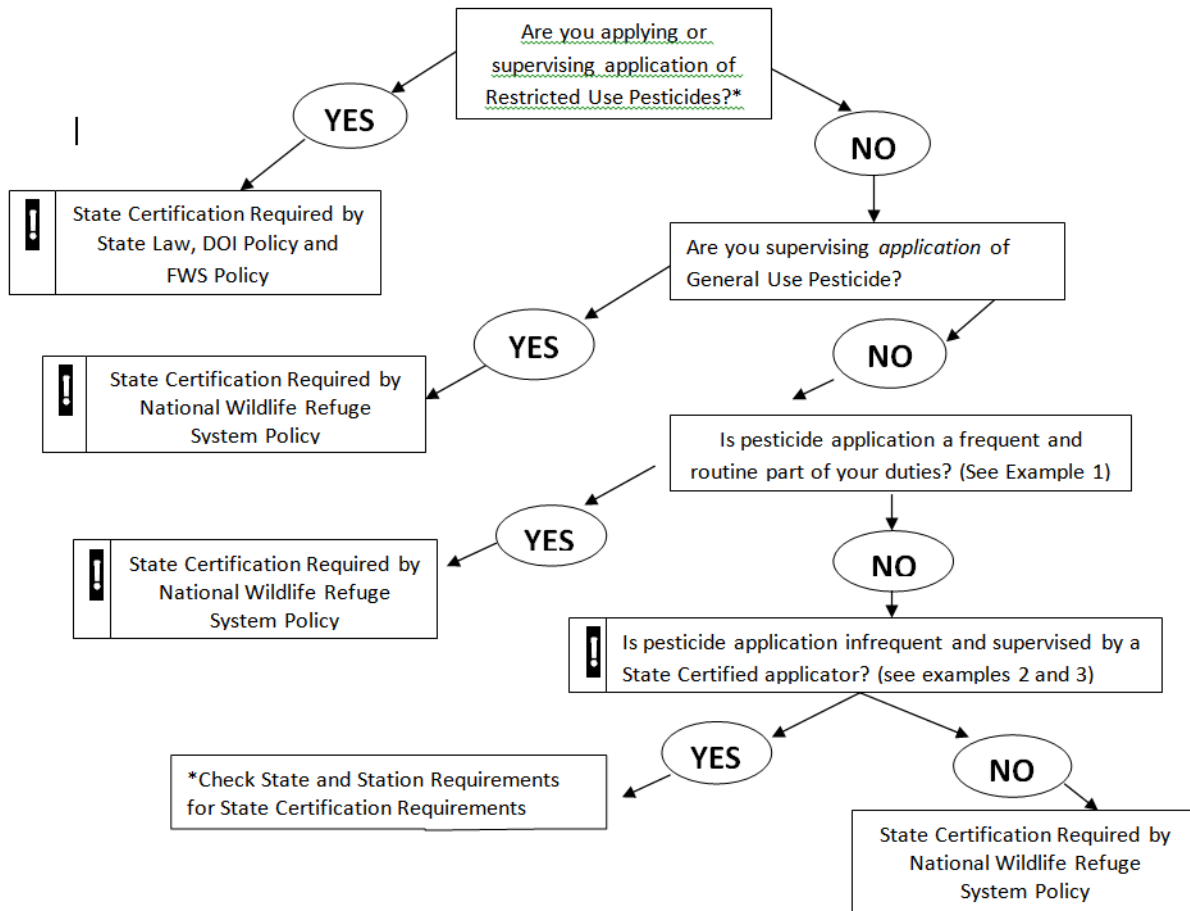 Are you applying or
supervising application of
Restricted Use Pesticides?*
YES
NO
!
State Certification Required by
State Law, DOI Policy and
FWS Policy
Are you supervising application of
General Use Pesticide?
YES
NO
!
State Certification Required by
National Wildlife Refuge
System Policy
Is pesticide application a frequent and
routine part of your duties? (See Example 1)
YES
NO
!
State Certification Required by
National Wildlife Refuge
System Policy
!
Is pesticide application infrequent and supervised by a
State Certified applicator? (see examples 2 and 3)
YES
NO
*Check State and Station Requirements
for State Certification Requirements
State Certification Required by
National Wildlife Refuge
System Policy